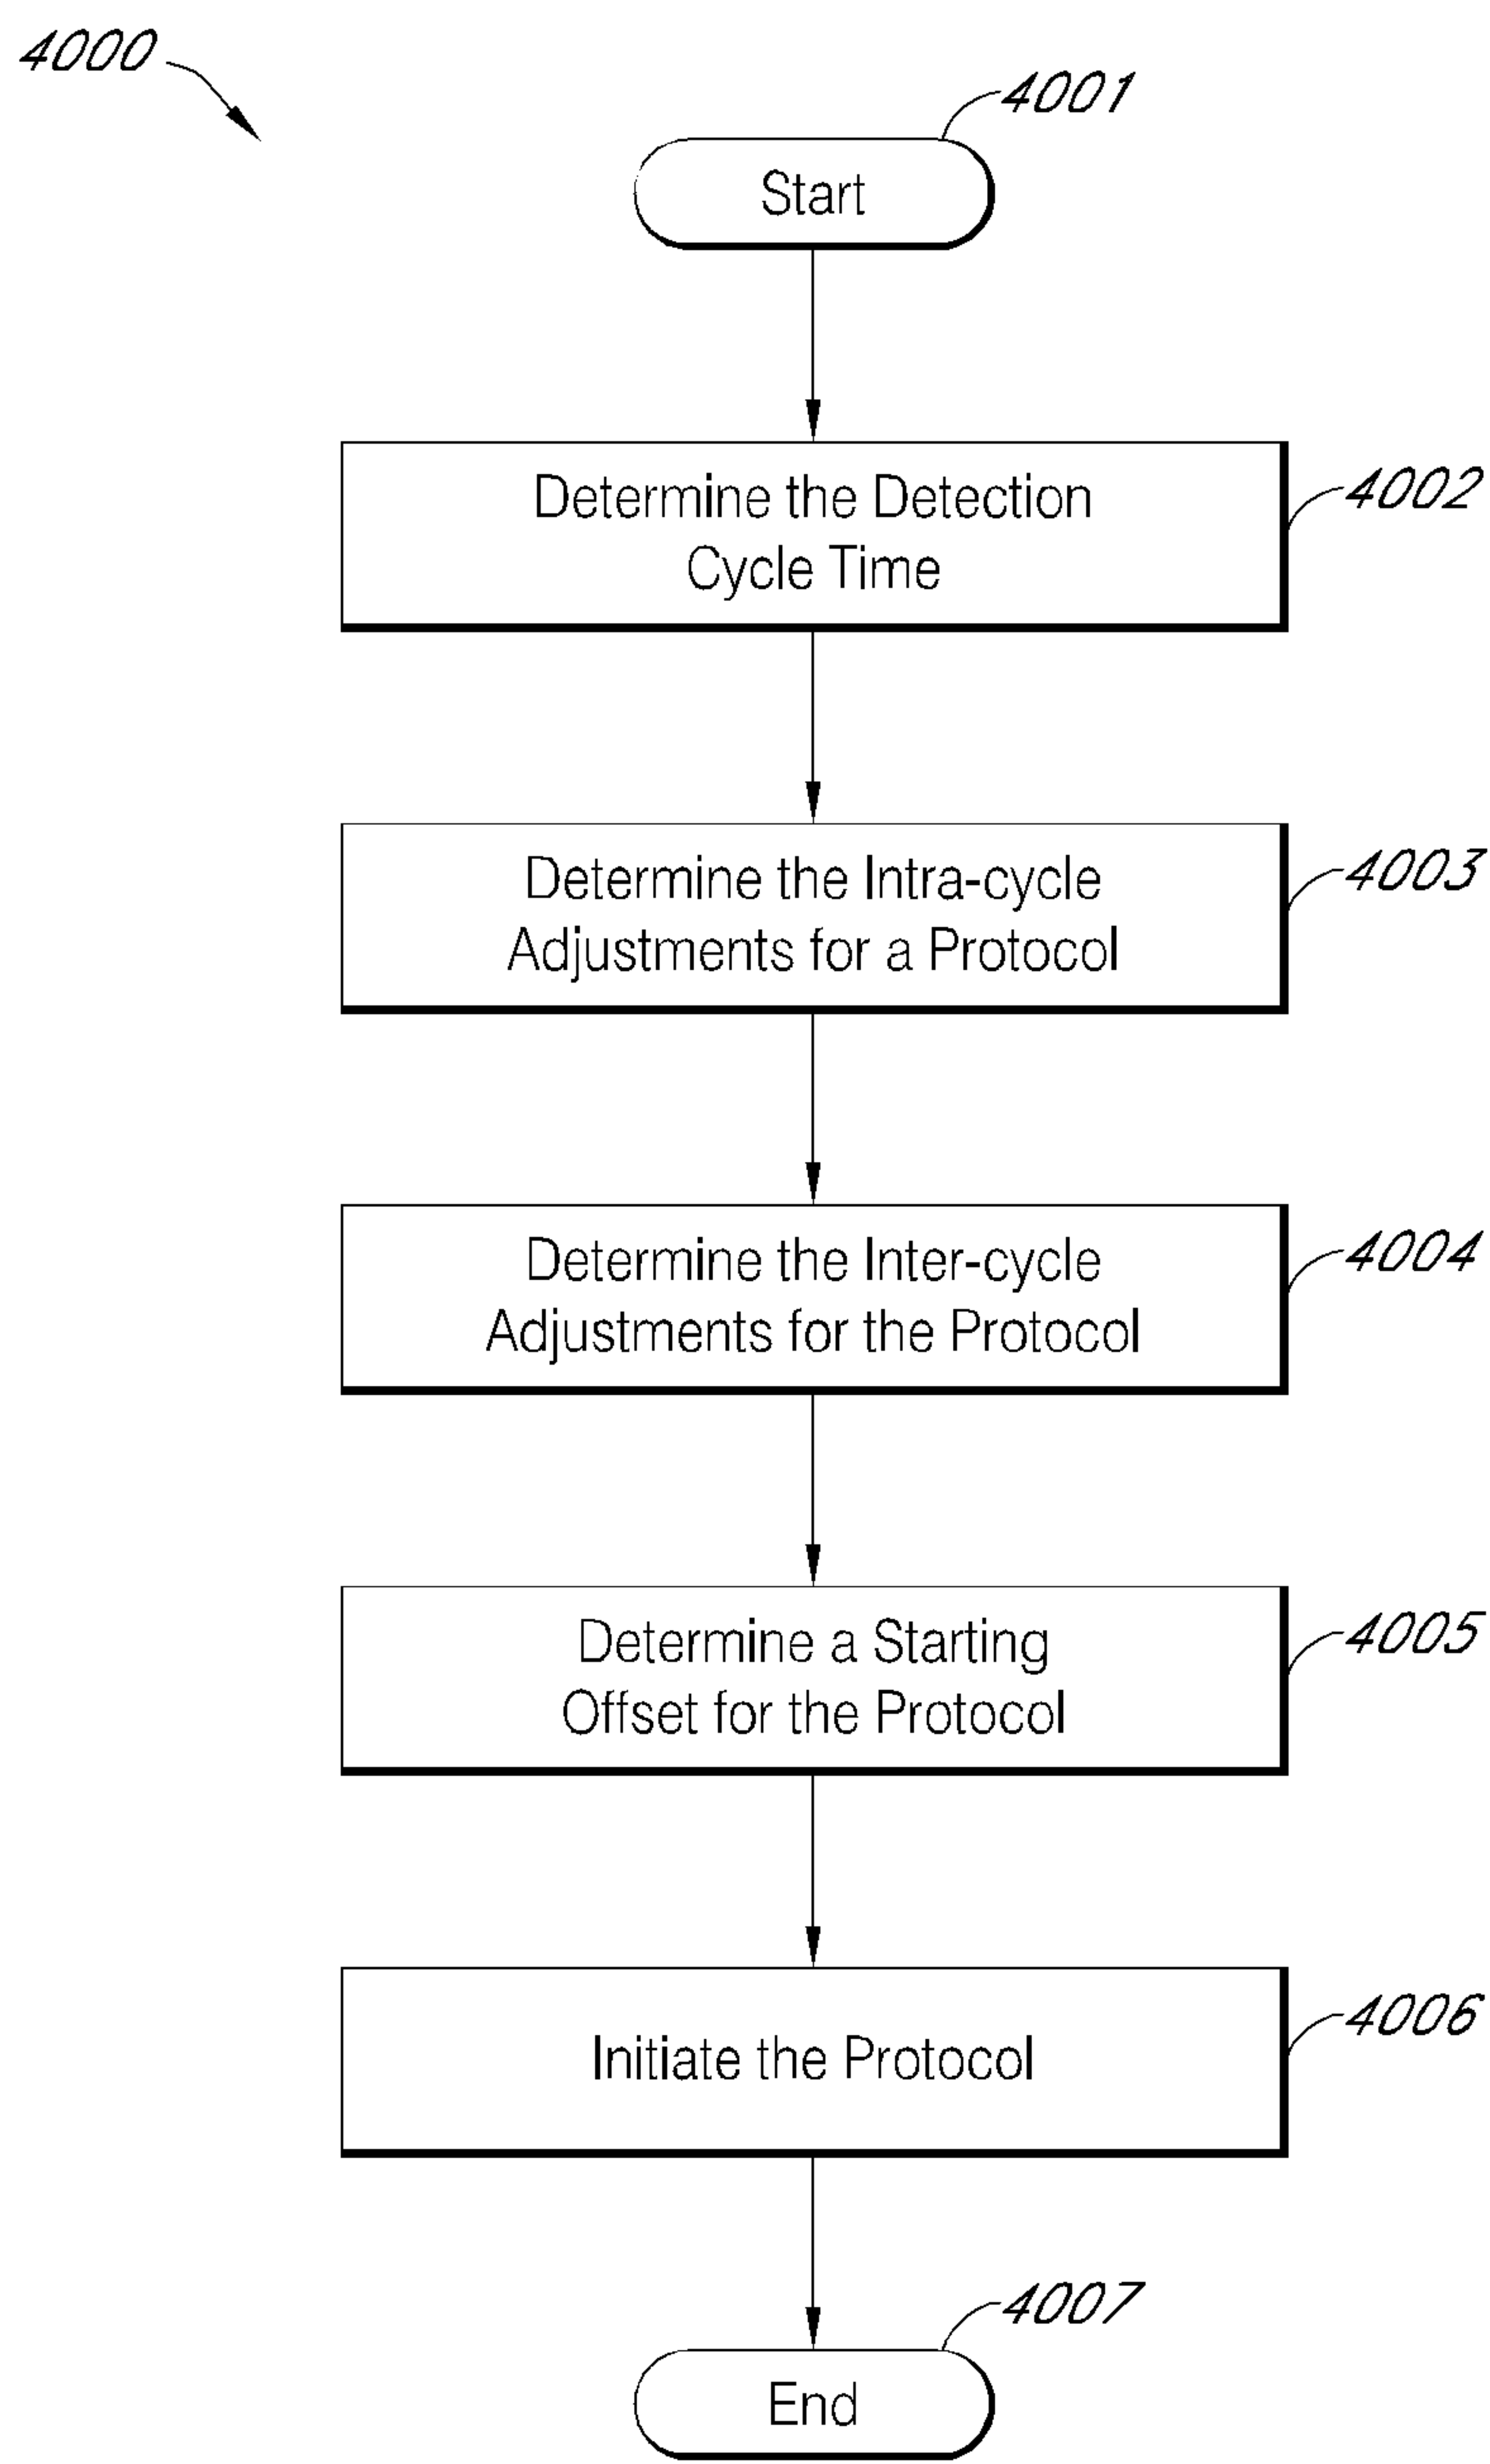 4000
4001
Start
Determine the Detection
Cycle Time
4002
Determine the Intra-cycle
Adjustments for a Protocol
4003
Determine the Inter-cycle
Adjustments for the Protocol
4004
Determine a Starting
Offset for the Protocol
4005
Initiate the Protocol
4006
4007
End